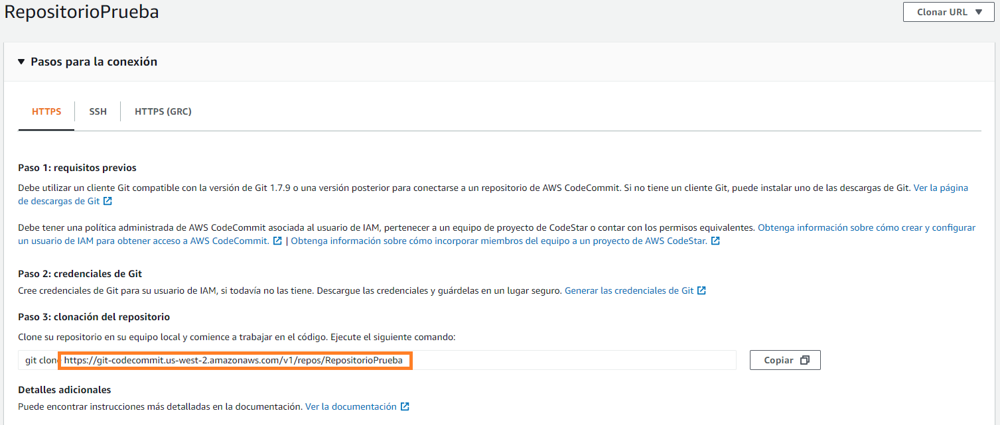 RepositorioPrueba
Clonar URL
Pasos para la conexión
HTTPS
SSH
HTTPS (GRC)
Paso 1: requisitos previos
Debe utilizar un cliente Git compatible con la versión de Git 1.7.9 o una versión posterior para conectarse a un repositorio de AWS CodeCommit. Si no tiene un cliente Git, puede instalar uno de las descargas de Git. Ver la página
de descargas de Git
Debe tener una política administrada de AWS CodeCommit asociada al usuario de IAM, pertenecer a un equipo de proyecto de CodeStar o contar con los permisos equivalentes. Obtenga información sobre cómo crear y configurar
un usuario de IAM para obtener acceso a AWS CodeCommit. | Obtenga información sobre cómo incorporar miembros del equipo a un proyecto de AWS CodeStar.
Paso 2: credenciales de Git
Cree credenciales de Git para su usuario de IAM, si todavía no las tiene. Descargue las credenciales y guárdelas en un lugar seguro. Generar las credenciales de Git
Paso 3: clonación del repositorio
Clone su repositorio en su equipo local y comience a trabajar en el código. Ejecute el siguiente comando:
git clone https://git-codecommit.us-west-2.amazonaws.com/v1/repos/RepositorioPrueba
Copiar
Detalles adicionales
Puede encontrar instrucciones más detalladas en la documentación. Ver la documentación